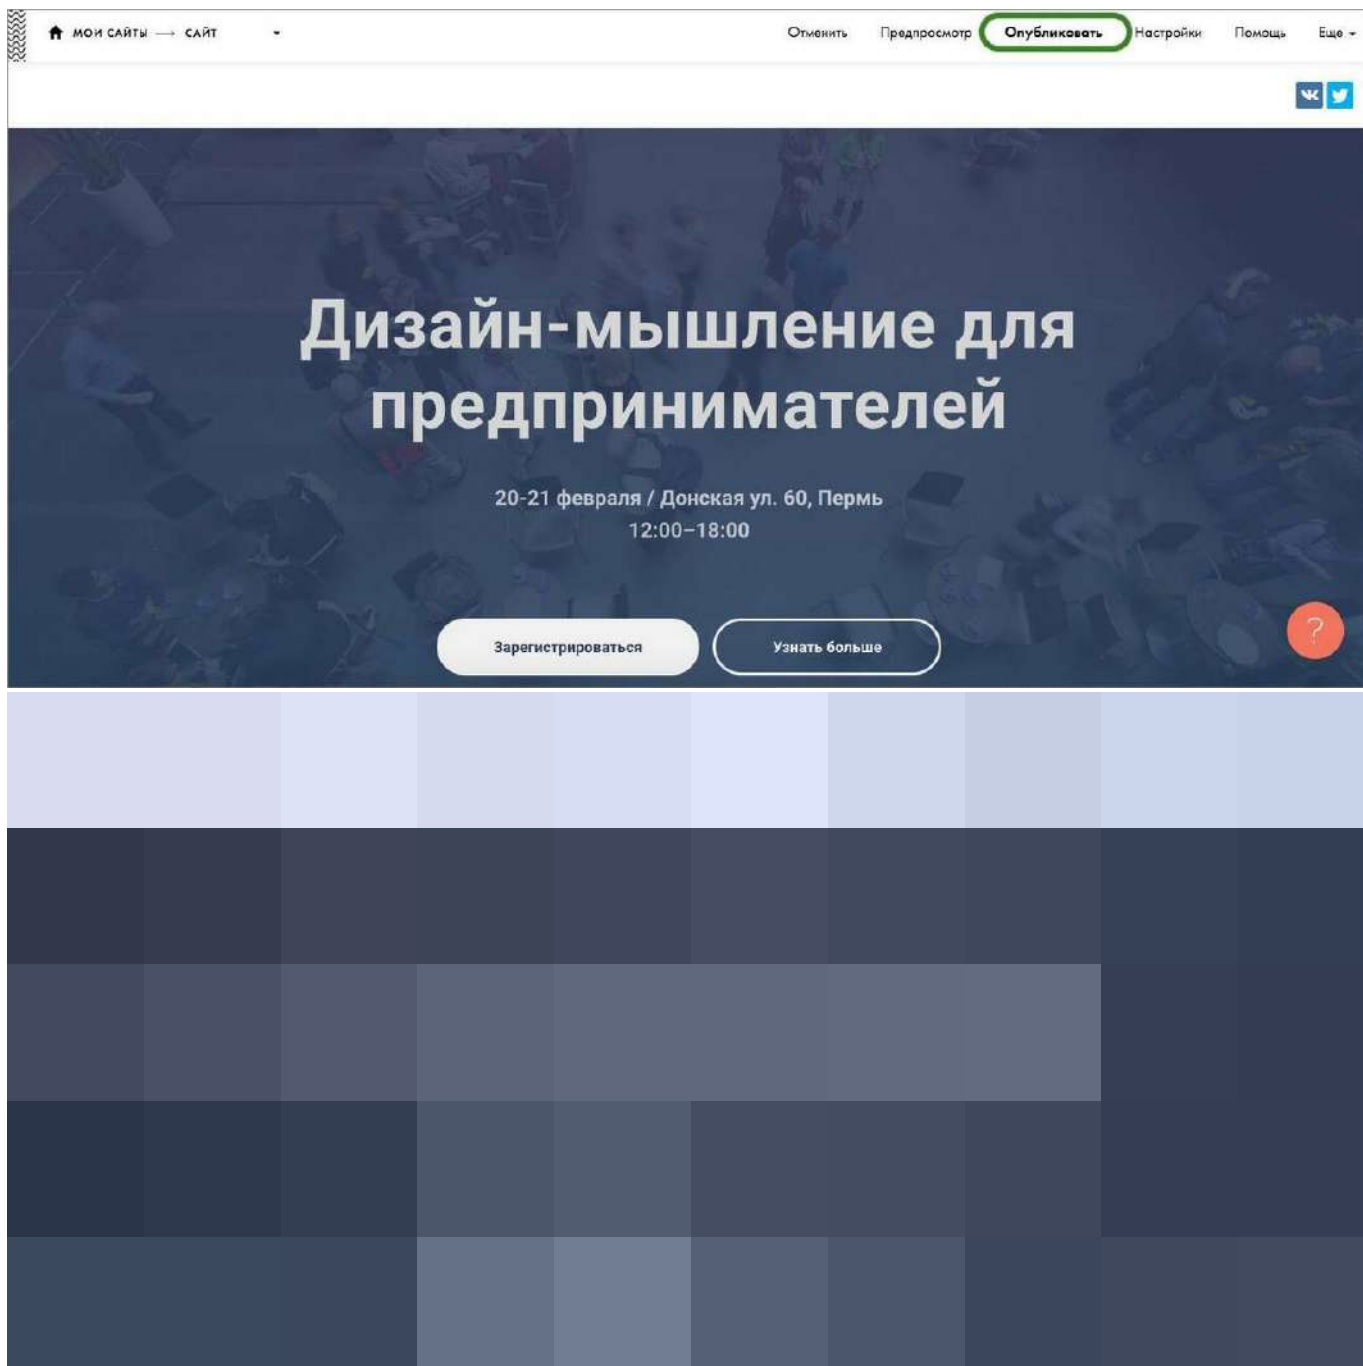 МОИ САЙТЫ → САЙТ
Отменить Предпросмотр Опубликовать Настройки Помощь Еще
Дизайн-мышление для
предпринимателей
20-21 февраля / Донская ул. 60, Пермь
12:00–18:00
Зарегистрироваться Узнать больше
?